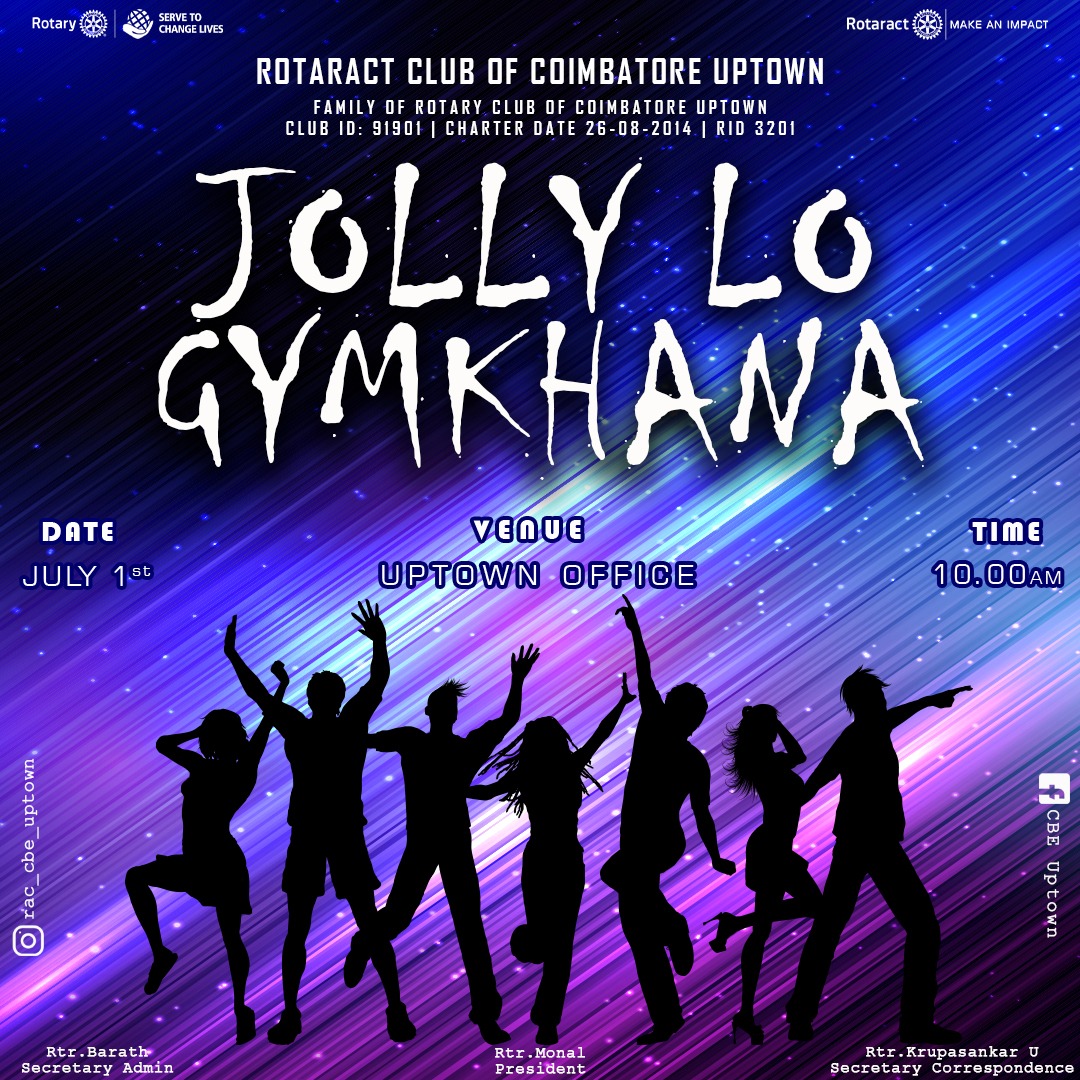 Rotary
SERVE TO
CHANGE LIVES
Rotaract
MAKE AN IMPACT
ROTARACT CLUB OF COIMBATORE UPTOWN
FAMILY OF ROTARY CLUB OF COIMBATORE UPTOWN
CLUB ID: 91901 | CHARTER DATE 26-08-2014 | RID 3201
JOLLY LO
GYMKHANA
DATE
JULY 1st
VENUE
UPTOWN OFFICE
TIME
10.00AM
rac_cbe_uptown
CBE Uptown
Rtr.Barath
Secretary Admin
Rtr.Monal
President
Rtr.Krupasankar U
Secretary Correspondence